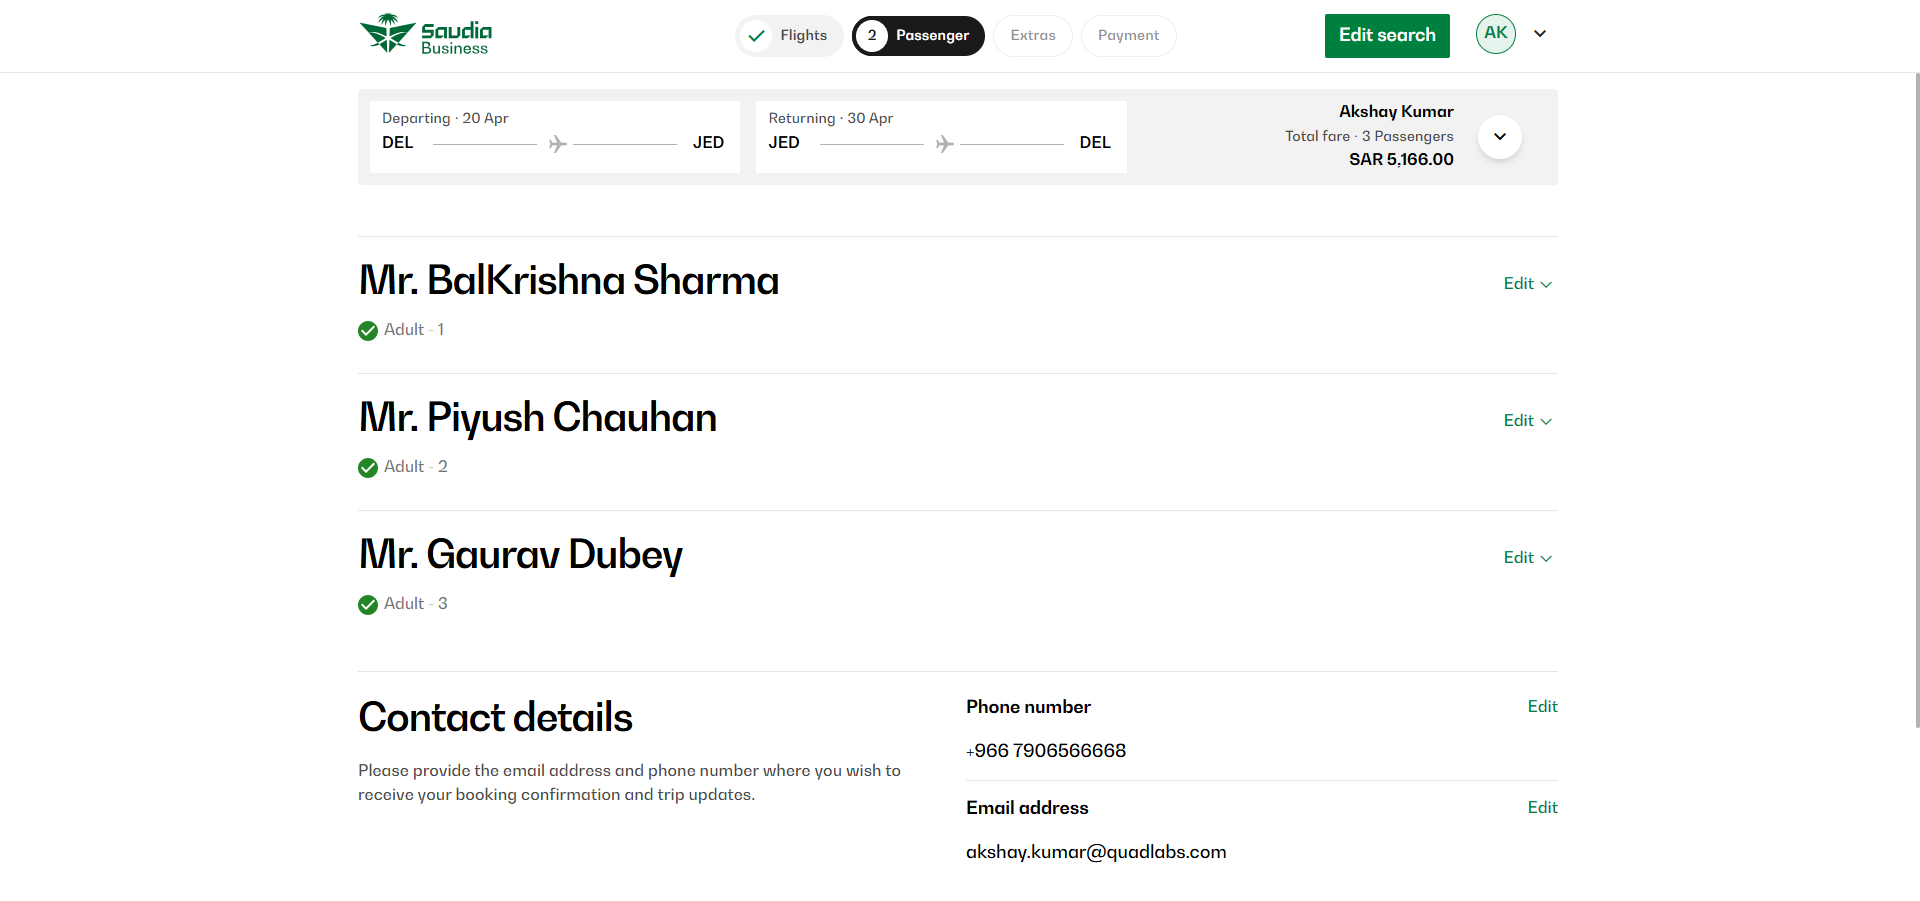 Saudia
Business
Flights
2 Passenger
Extras
Payment
Edit search
AK
Departing · 20 Apr
DEL JED
Returning · 30 Apr
JED DEL
Akshay Kumar
Total fare · 3 Passengers
SAR 5,166.00
Mr. BalKrishna Sharma
Edit
Adult - 1
Mr. Piyush Chauhan
Edit
Adult - 2
Mr. Gaurav Dubey
Edit
Adult - 3
Contact details
Please provide the email address and phone number where you wish to
receive your booking confirmation and trip updates.
Phone number
Edit
+966 7906566668
Email address
Edit
akshay.kumar@quadlabs.com